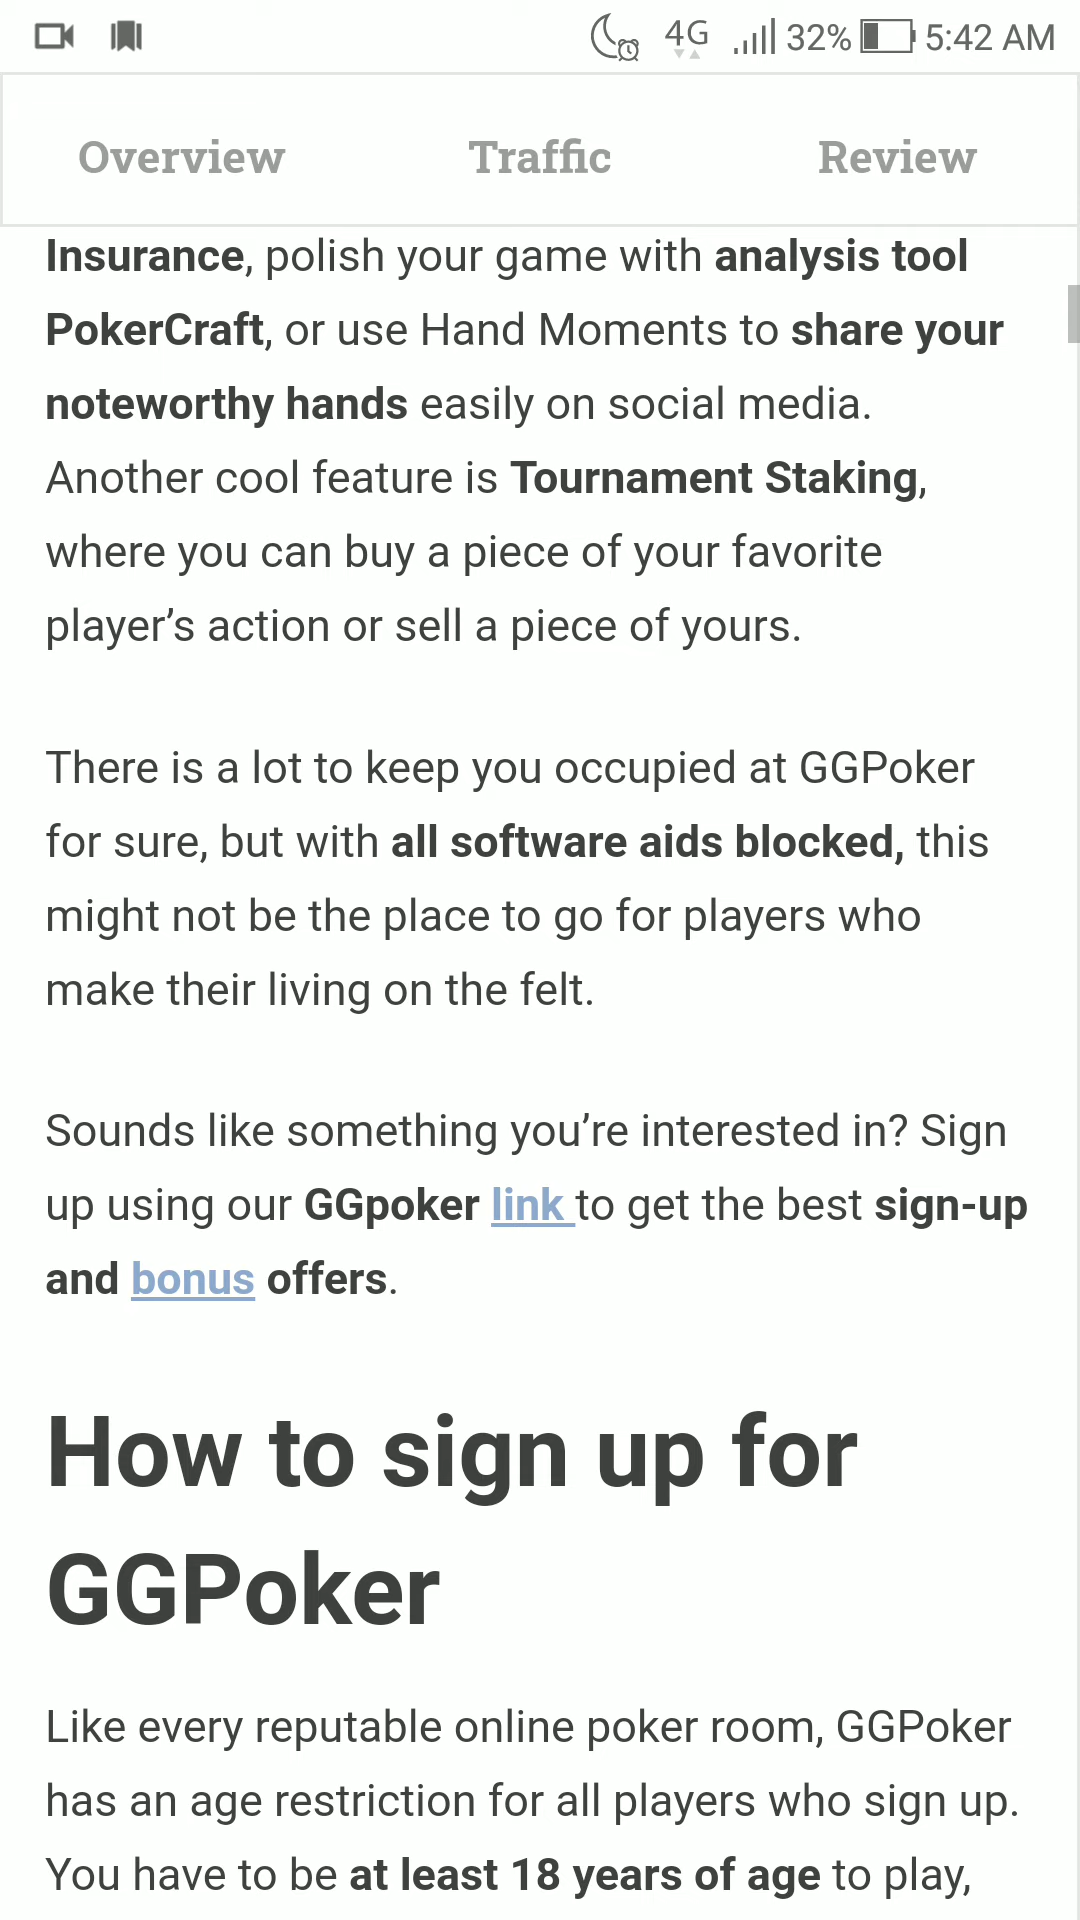 4G 32% 5:42 AM
Overview Traffic Review
Insurance, polish your game with analysis tool
PokerCraft, or use Hand Moments to share your
noteworthy hands easily on social media.
Another cool feature is Tournament Staking,
where you can buy a piece of your favorite
player’s action or sell a piece of yours.
There is a lot to keep you occupied at GGPoker
for sure, but with all software aids blocked, this
might not be the place to go for players who
make their living on the felt.
Sounds like something you’re interested in? Sign
up using our GGpoker link to get the best sign-up
and bonus offers.
How to sign up for
GGPoker
Like every reputable online poker room, GGPoker
has an age restriction for all players who sign up.
You have to be at least 18 years of age to play,